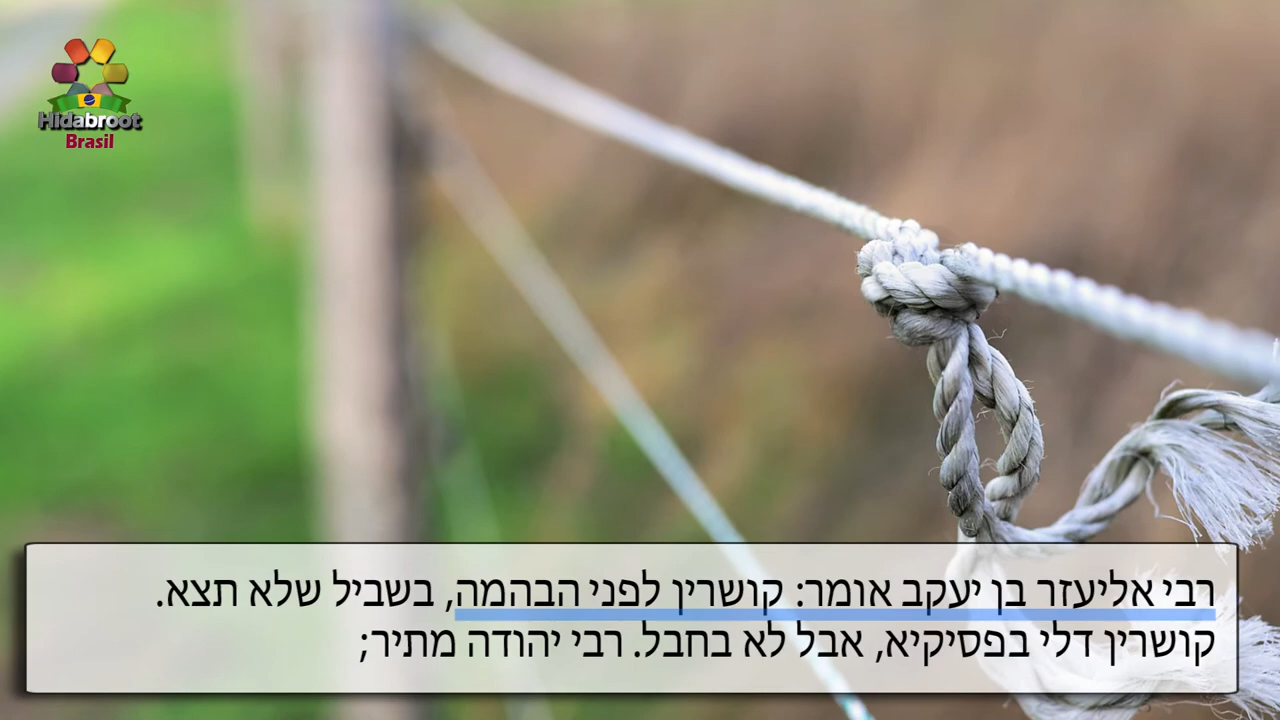 Hidabroot
Brasil
רבי אליעזר בן יעקב אומר: קושרין לפני הבהמה, בשביל שלא תצא.
קושרין דלי בפסיקיא, אבל לא בחבל. רבי יהודה מתיר;